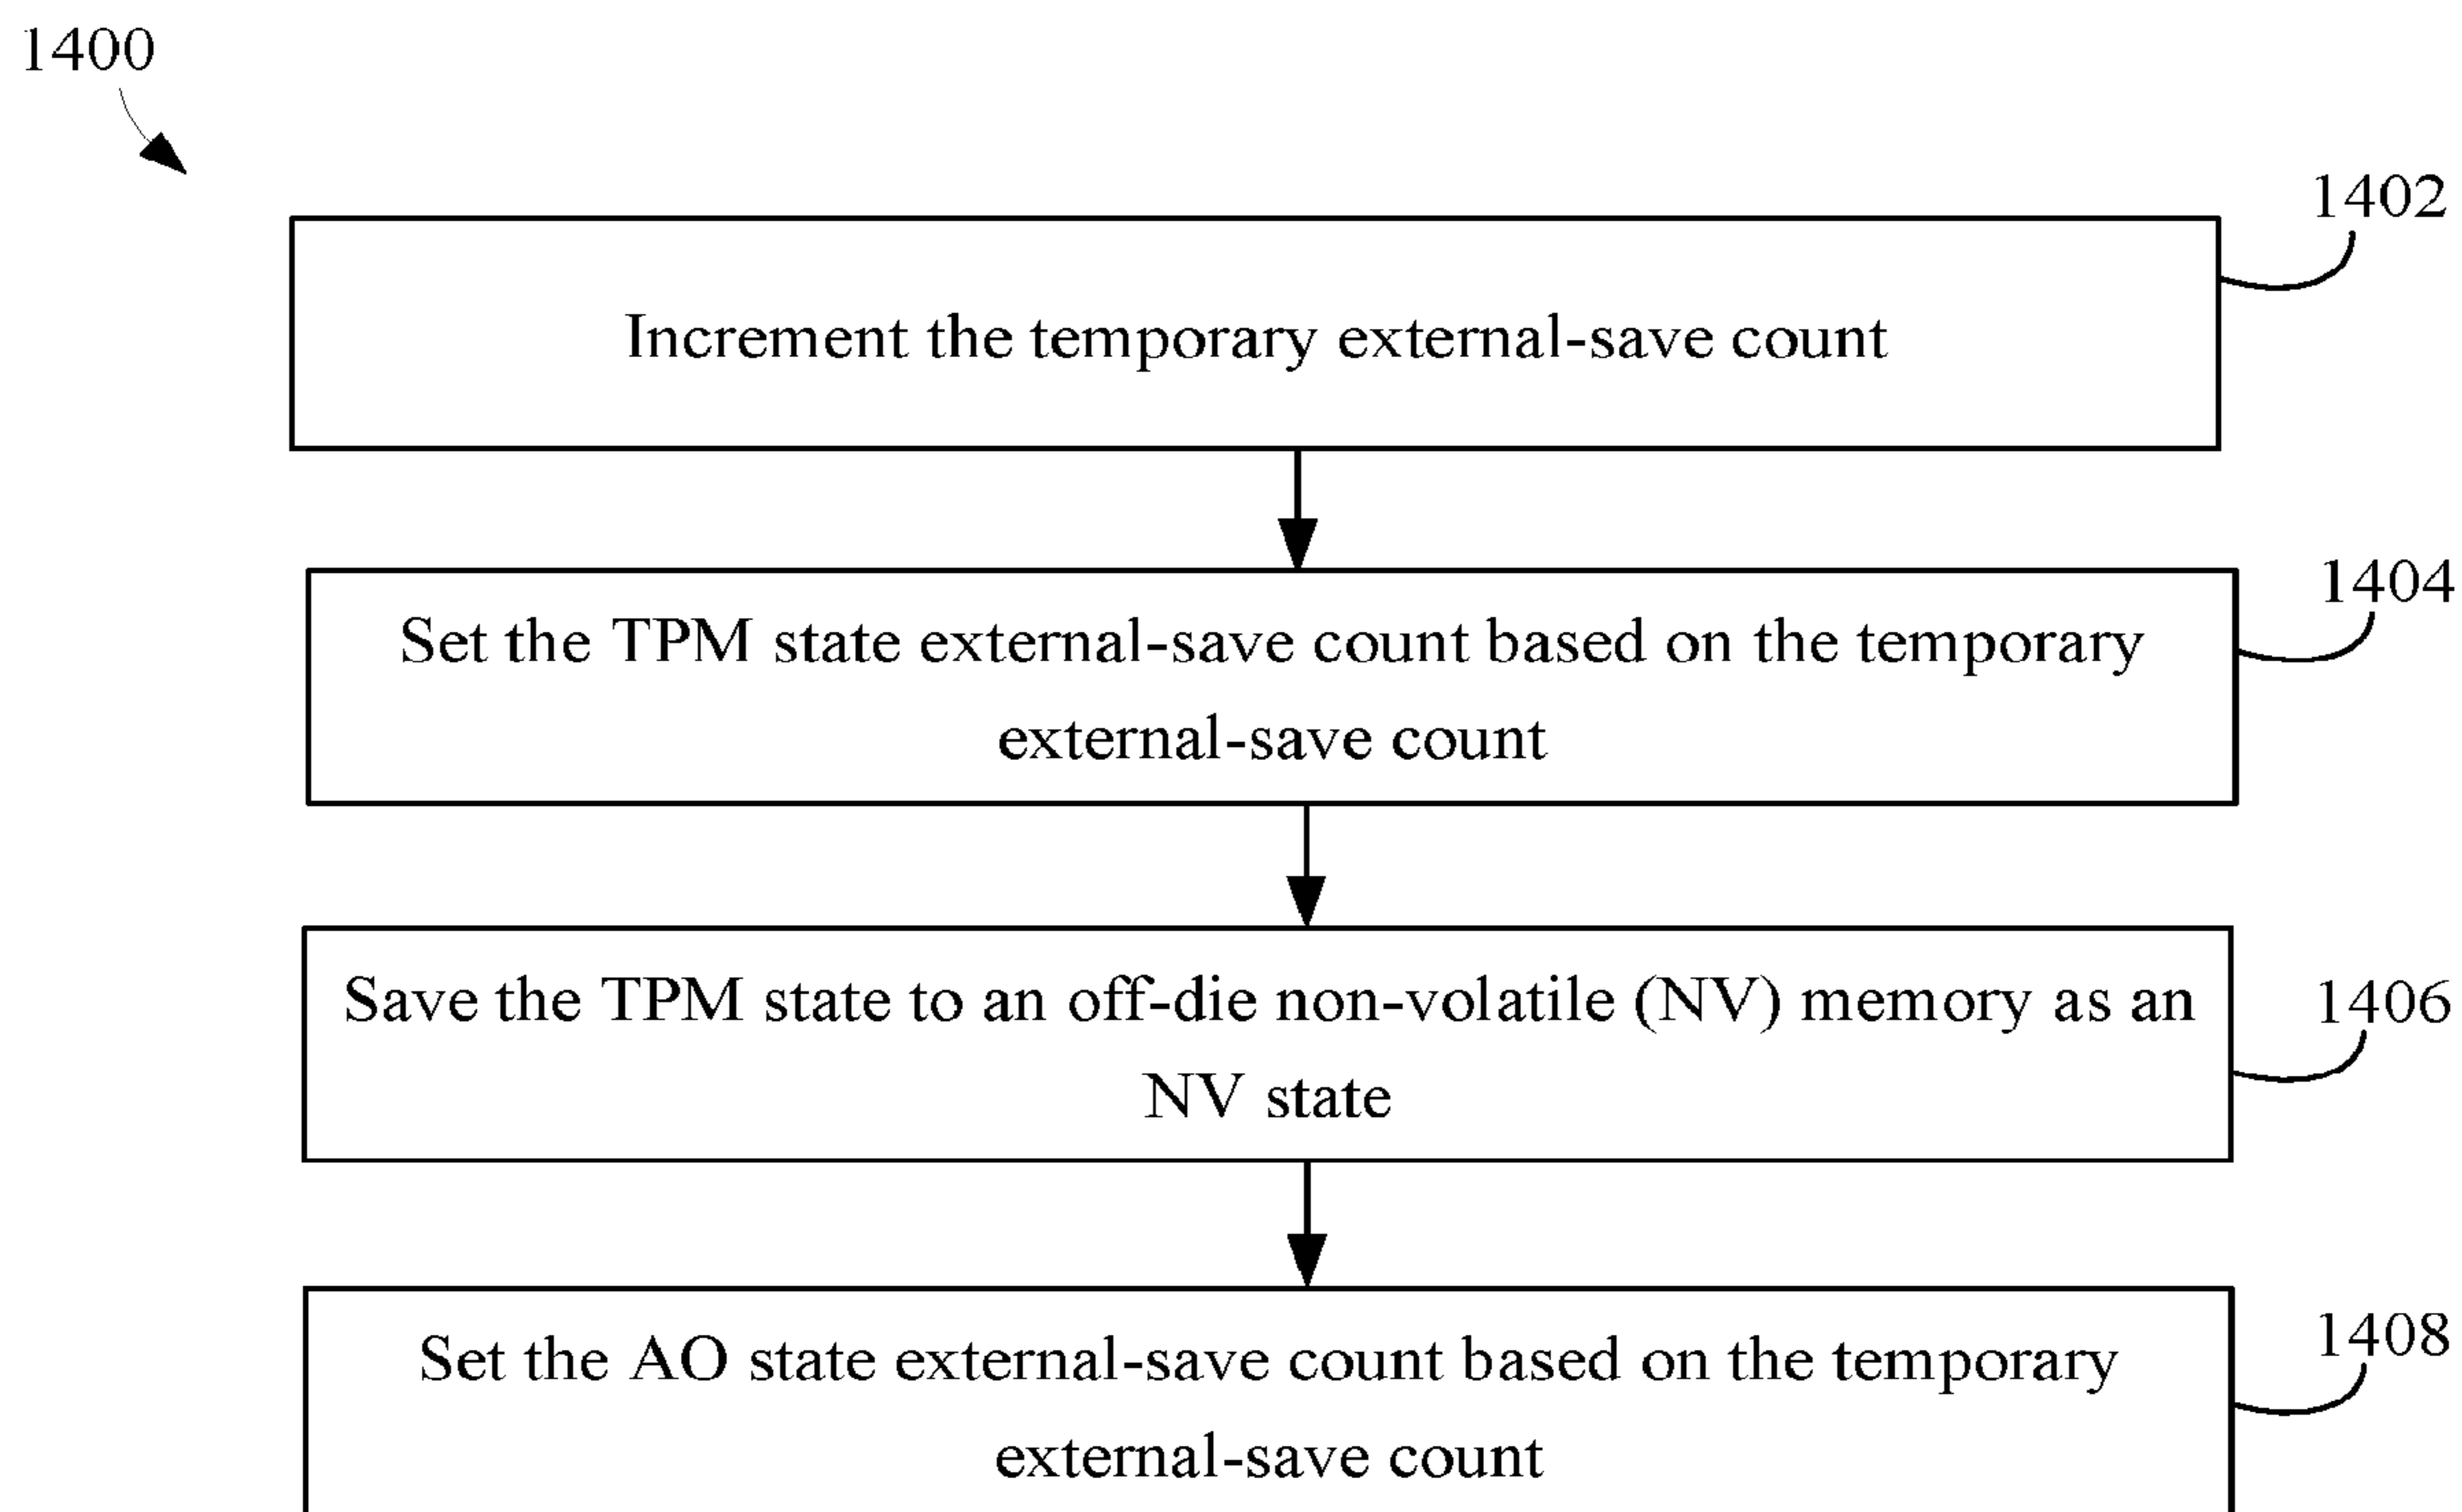 1400
1402
Increment the temporary external-save count
1404
Set the TPM state external-save count based on the temporary
external-save count
1406
Save the TPM state to an off-die non-volatile (NV) memory as an
NV state
1408
Set the AO state external-save count based on the temporary
external-save count